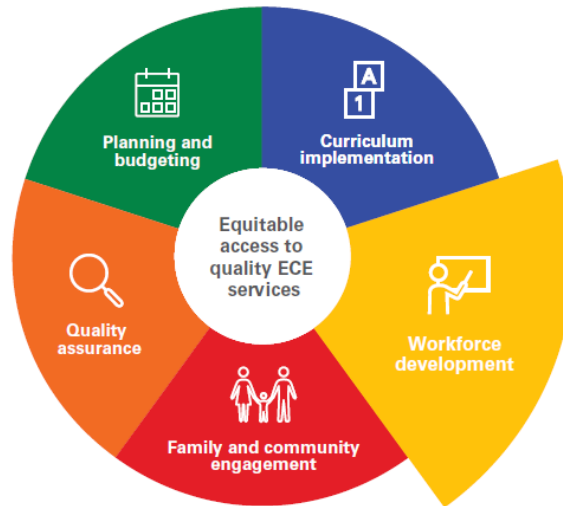 Planning and
budgeting
A
1
Curriculum
implementation
Equitable
access to
quality ECE
services
Quality
assurance
Workforce
development
Family and community
engagement